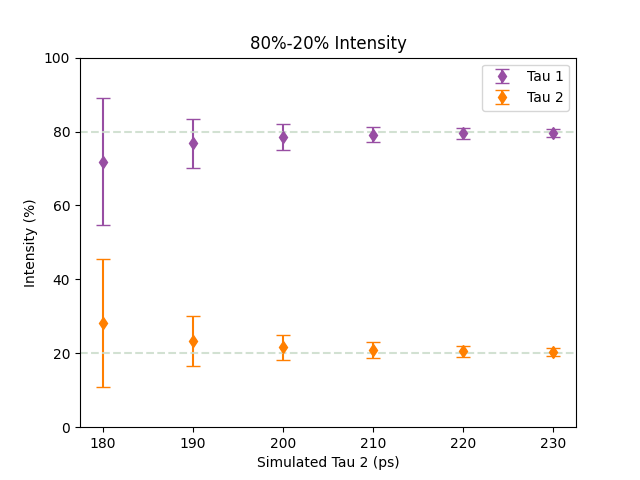 80%-20% Intensity
100
80
60
40
20
0
Intensity (%)
Tau 1
Tau 2
180 190 200 210 220 230
Simulated Tau 2 (ps)